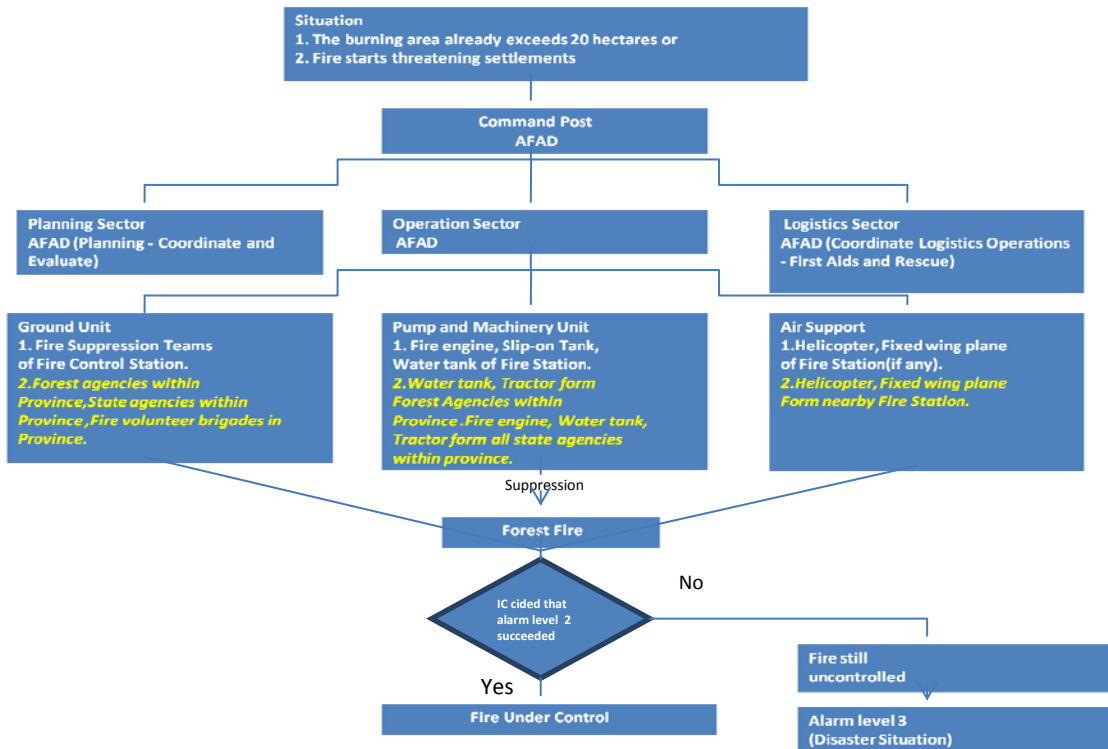 Situation
1. The burning area already exceeds 20 hectares or
2. Fire starts threatening settlements
Command Post
AFAD
Planning Sector
AFAD (Planning - Coordinate and
Evaluate)
Operation Sector
AFAD
Logistics Sector
AFAD (Coordinate Logistics Operations
- First Aids and Rescue)
Ground Unit
1. Fire Suppression Teams
of Fire Control Station.
2.Forest agencies within
Province,State agencies within
Province ,Fire volunteer brigades in
Province.
Pump and Machinery Unit
1. Fire engine, Slip-on Tank,
Water tank of Fire Station.
2.Water tank, Tractor form
Forest Agencies within
Province .Fire engine, Water tank,
Tractor form all state agencies
within province.
Air Support
1.Helicopter, Fixed wing plane
of Fire Station(if any).
2.Helicopter, Fixed wing plane
Form nearby Fire Station.
Suppression
Forest Fire
IC cided that
alarm level 2
succeeded
No
Yes
Fire still
uncontrolled
Fire Under Control
Alarm level 3
(Disaster Situation)